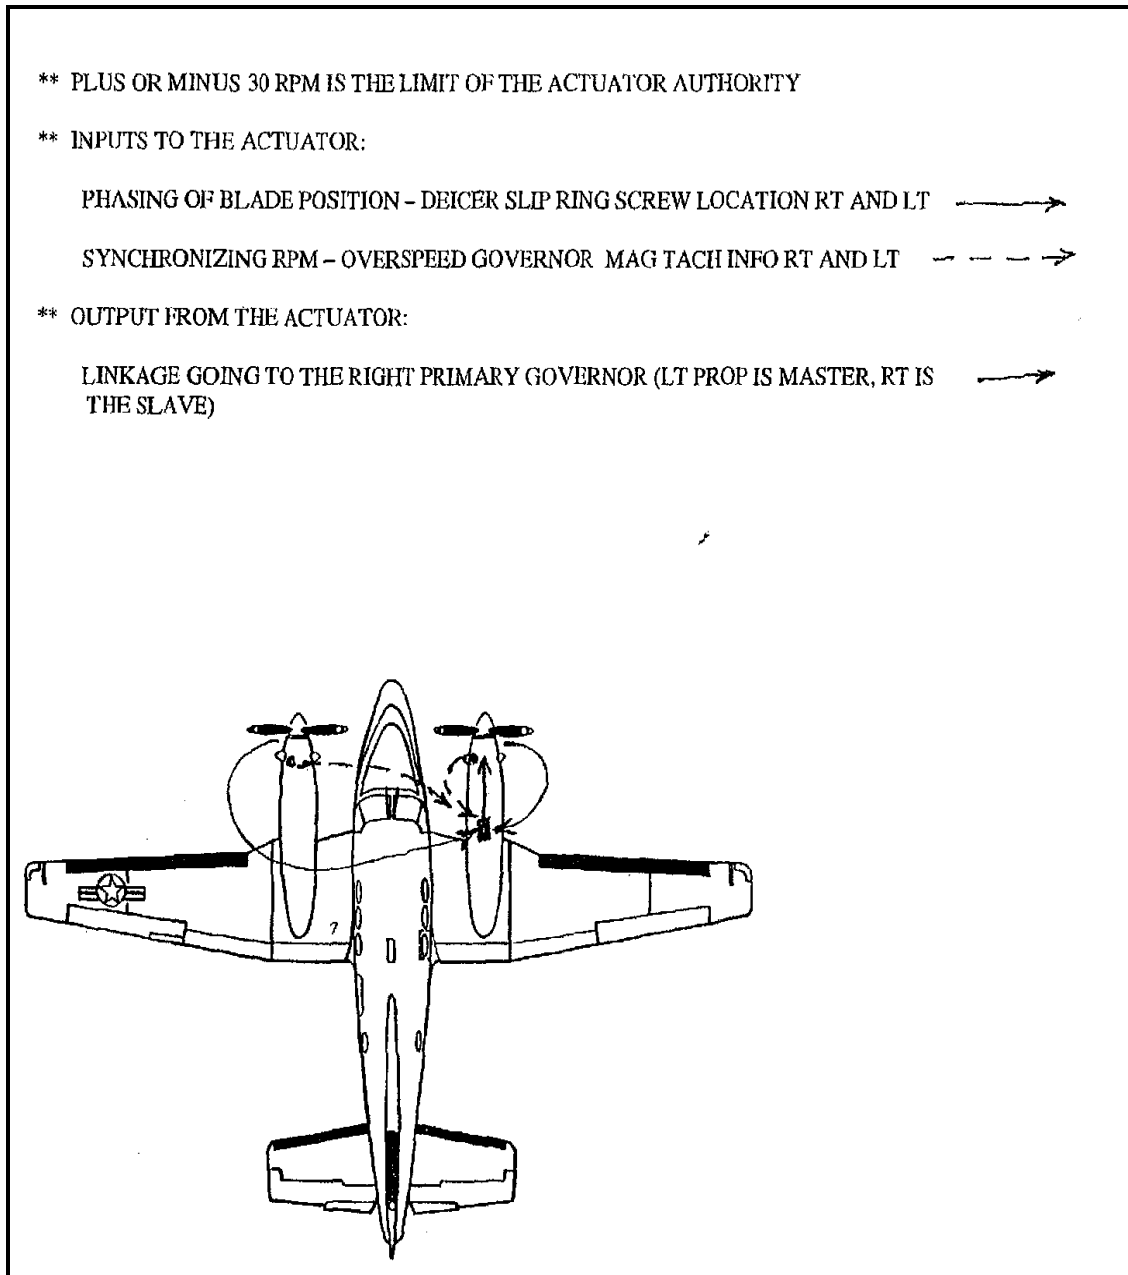 ** PLUS OR MINUS 30 RPM IS THE LIMIT OF THE ACTUATOR AUTHORITY
** INPUTS TO THE ACTUATOR:
PHASING OF BLADE POSITION – DEICER SLIP RING SCREW LOCATION RT AND LT
SYNCHRONIZING RPM – OVERSPEED GOVERNOR MAG TACH INFO RT AND LT
** OUTPUT FROM THE ACTUATOR:
LINKAGE GOING TO THE RIGHT PRIMARY GOVERNOR (LT PROP IS MASTER, RT IS
THE SLAVE)